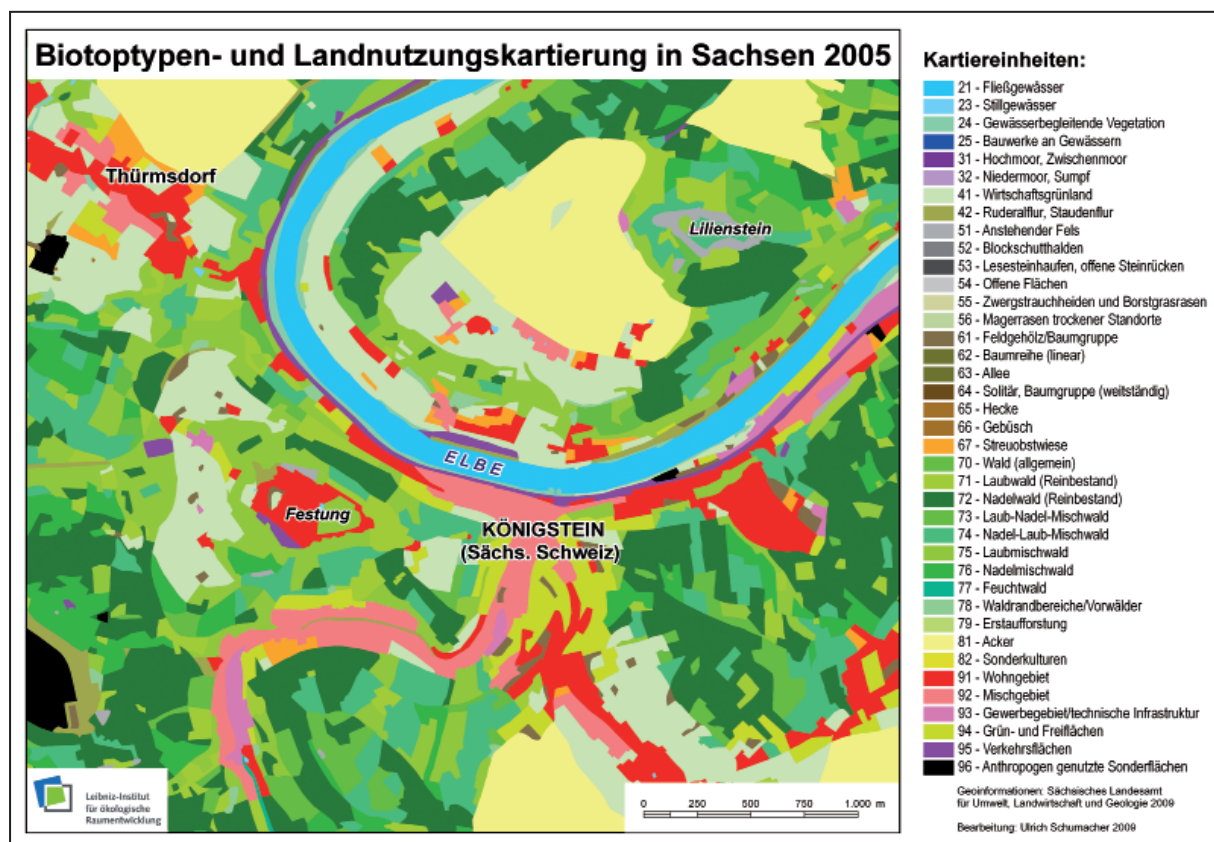 Biotoptypen- und Landnutzungskartierung in Sachsen 2005
Thürmsdorf
Lilienstein
ELBE
Festung
KÖNIGSTEIN
(Sächs. Schweiz)
Leibniz-Institut
für ökologische
Raumentwicklung
0 250 500 750 1.000 m
Kartiereinheiten:
21 - Fließgewässer
23 - Stillgewässer
24 - Gewässerbegleitende Vegetation
25 - Bauwerke an Gewässern
31 - Hochmoor, Zwischenmoor
32 - Niedermoor, Sumpf
41 - Wirtschaftsgrünland
42 - Ruderalflur, Staudenflur
51 - Anstehender Fels
52 - Blockschutthalden
53 - Lesesteinhaufen, offene Steinrücken
54 - Offene Flächen
55 - Zwergstrauchheiden und Borstgrasrasen
56 - Magerrasen trockener Standorte
61 - Feldgehölz/Baumgruppe
62 - Baumreihe (linear)
63 - Allee
64 - Solitär, Baumgruppe (weitständig)
65 - Hecke
66 - Gebüsch
67 - Streuobstwiese
70 - Wald (allgemein)
71 - Laubwald (Reinbestand)
72 - Nadelwald (Reinbestand)
73 - Laub-Nadel-Mischwald
74 - Nadel-Laub-Mischwald
75 - Laubmischwald
76 - Nadelmischwald
77 - Feuchtwald
78 - Waldrandbereiche/Vorwälder
79 - Erstaufforstung
81 - Acker
82 - Sonderkulturen
91 - Wohngebiet
92 - Mischgebiet
93 - Gewerbegebiet/technische Infrastruktur
94 - Grün- und Freiflächen
95 - Verkehrsflächen
96 - Anthropogen genutzte Sonderflächen
Geoinformationen: Sächsisches Landesamt
für Umwelt, Landwirtschaft und Geologie 2009
Bearbeitung: Ulrich Schumacher 2009